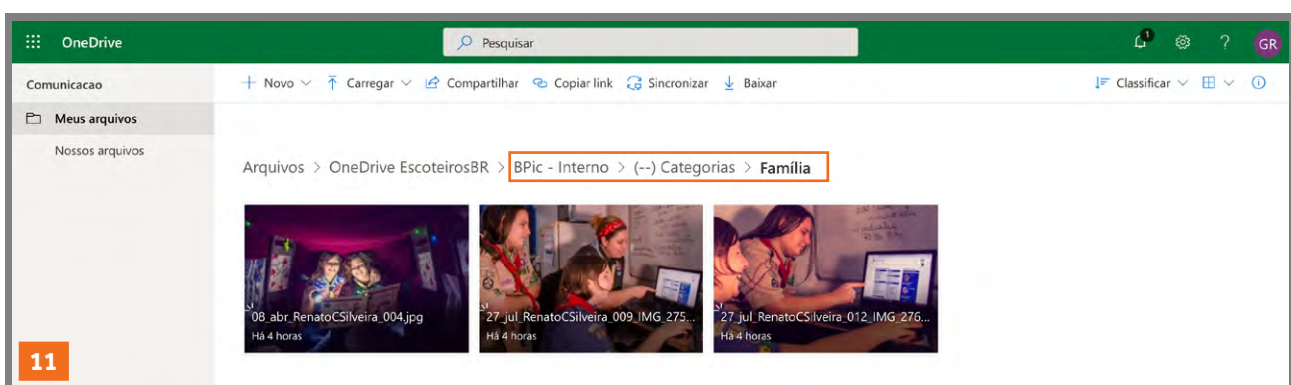 OneDrive
Pesquisar
1
?
GR
Comunicacao
Novo
Carregar
Compartilhar
Copiar link
Sincronizar
Baixar
Classificar
Meus arquivos
Nossos arquivos
Arquivos > OneDrive EscoteirosBR > BPic - Interno > (--) Categorias > Família
08_abr_RenatoCSilveira_004.jpg
Há 4 horas
27_jul_RenatoCSilveira_009_IMG_275...
Há 4 horas
27_jul_RenatoCSilveira_012_IMG_276...
Há 4 horas
11